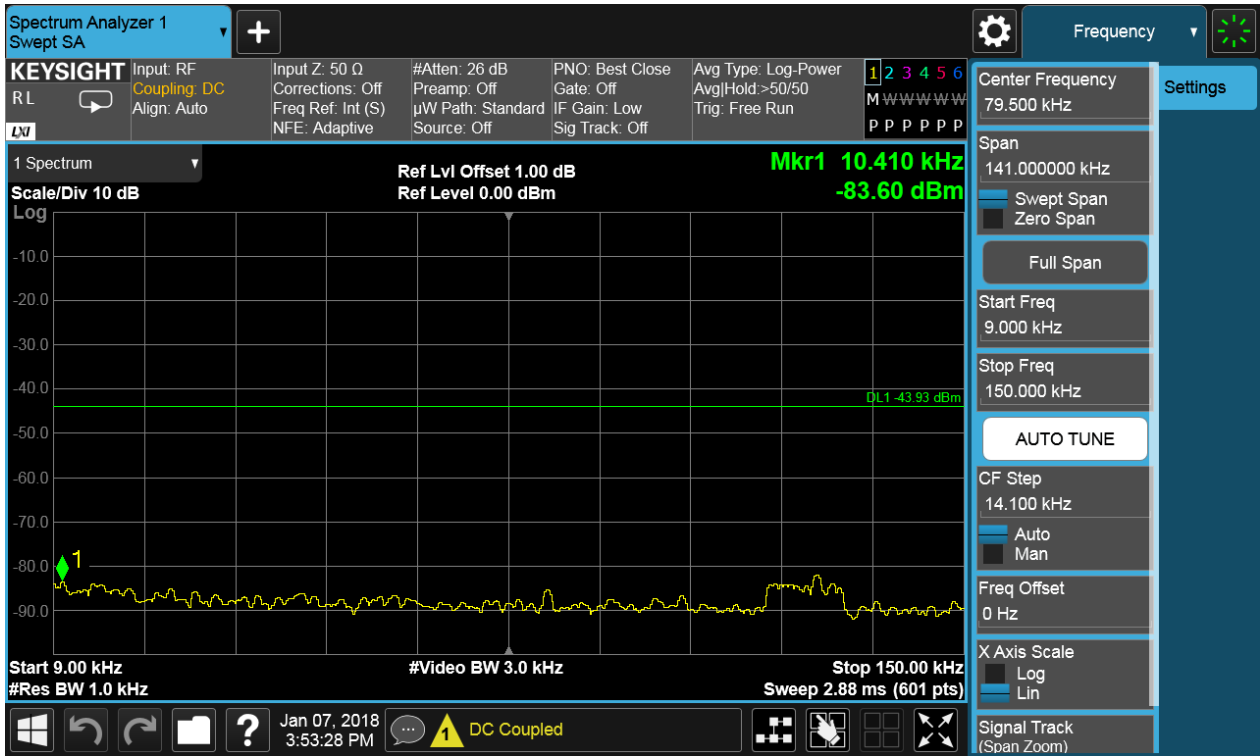 Spectrum Analyzer 1
Swept SA
+
Frequency
KEYSIGHT
RL
LXI
Input: RF
Coupling: DC
Align: Auto
Input Z: 50 Ω
Corrections: Off
Freq Ref: Int (S)
NFE: Adaptive
#Atten: 26 dB
Preamp: Off
µW Path: Standard
Source: Off
PNO: Best Close
Gate: Off
IF Gain: Low
Sig Track: Off
Avg Type: Log-Power
Avg|Hold:>50/50
Trig: Free Run
1 2 3 4 5 6
M W W W W W
P P P P P P
1 Spectrum
Scale/Div 10 dB
Log
Ref Lvl Offset 1.00 dB
Ref Level 0.00 dBm
Mkr1 10.410 kHz
-83.60 dBm
-10.0
-20.0
-30.0
-40.0
DL1 -43.93 dBm
-50.0
-60.0
-70.0
-80.0
1
-90.0
Start 9.00 kHz
#Res BW 1.0 kHz
#Video BW 3.0 kHz
Stop 150.00 kHz
Sweep 2.88 ms (601 pts)
Center Frequency
79.500 kHz
Span
141.000000 kHz
Swept Span
Zero Span
Full Span
Start Freq
9.000 kHz
Stop Freq
150.000 kHz
AUTO TUNE
CF Step
14.100 kHz
Auto
Man
Freq Offset
0 Hz
X Axis Scale
Log
Lin
Signal Track
(Span Zoom)
Settings
?
Jan 07, 2018
3:53:28 PM
1
DC Coupled